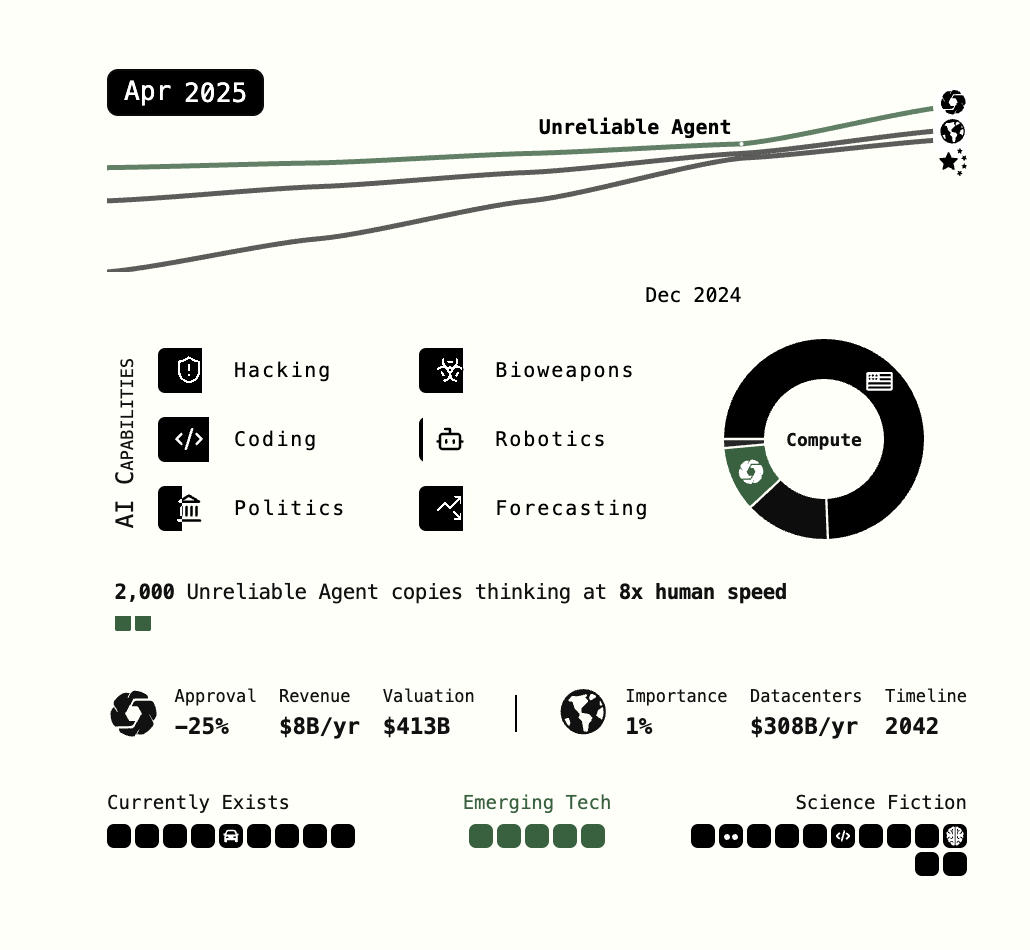 Apr 2025
Unreliable Agent
Dec 2024
AI Capabilities
Hacking
Bioweapons
Coding
Compute
Robotics
Politics
Forecasting
2,000 Unreliable Agent copies thinking at 8x human speed
Approval Revenue Valuation Importance Datacenters Timeline
−25% $8B/yr $413B 1% $308B/yr 2042
Currently Exists Emerging Tech Science Fiction